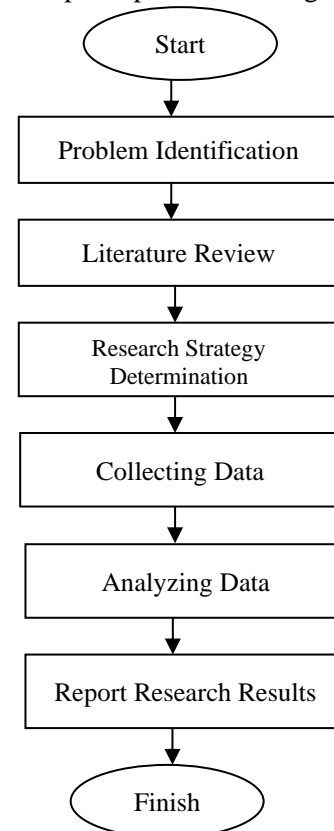 Start
Problem Identification
Literature Review
Research Strategy
Determination
Collecting Data
Analyzing Data
Report Research Results
Finish